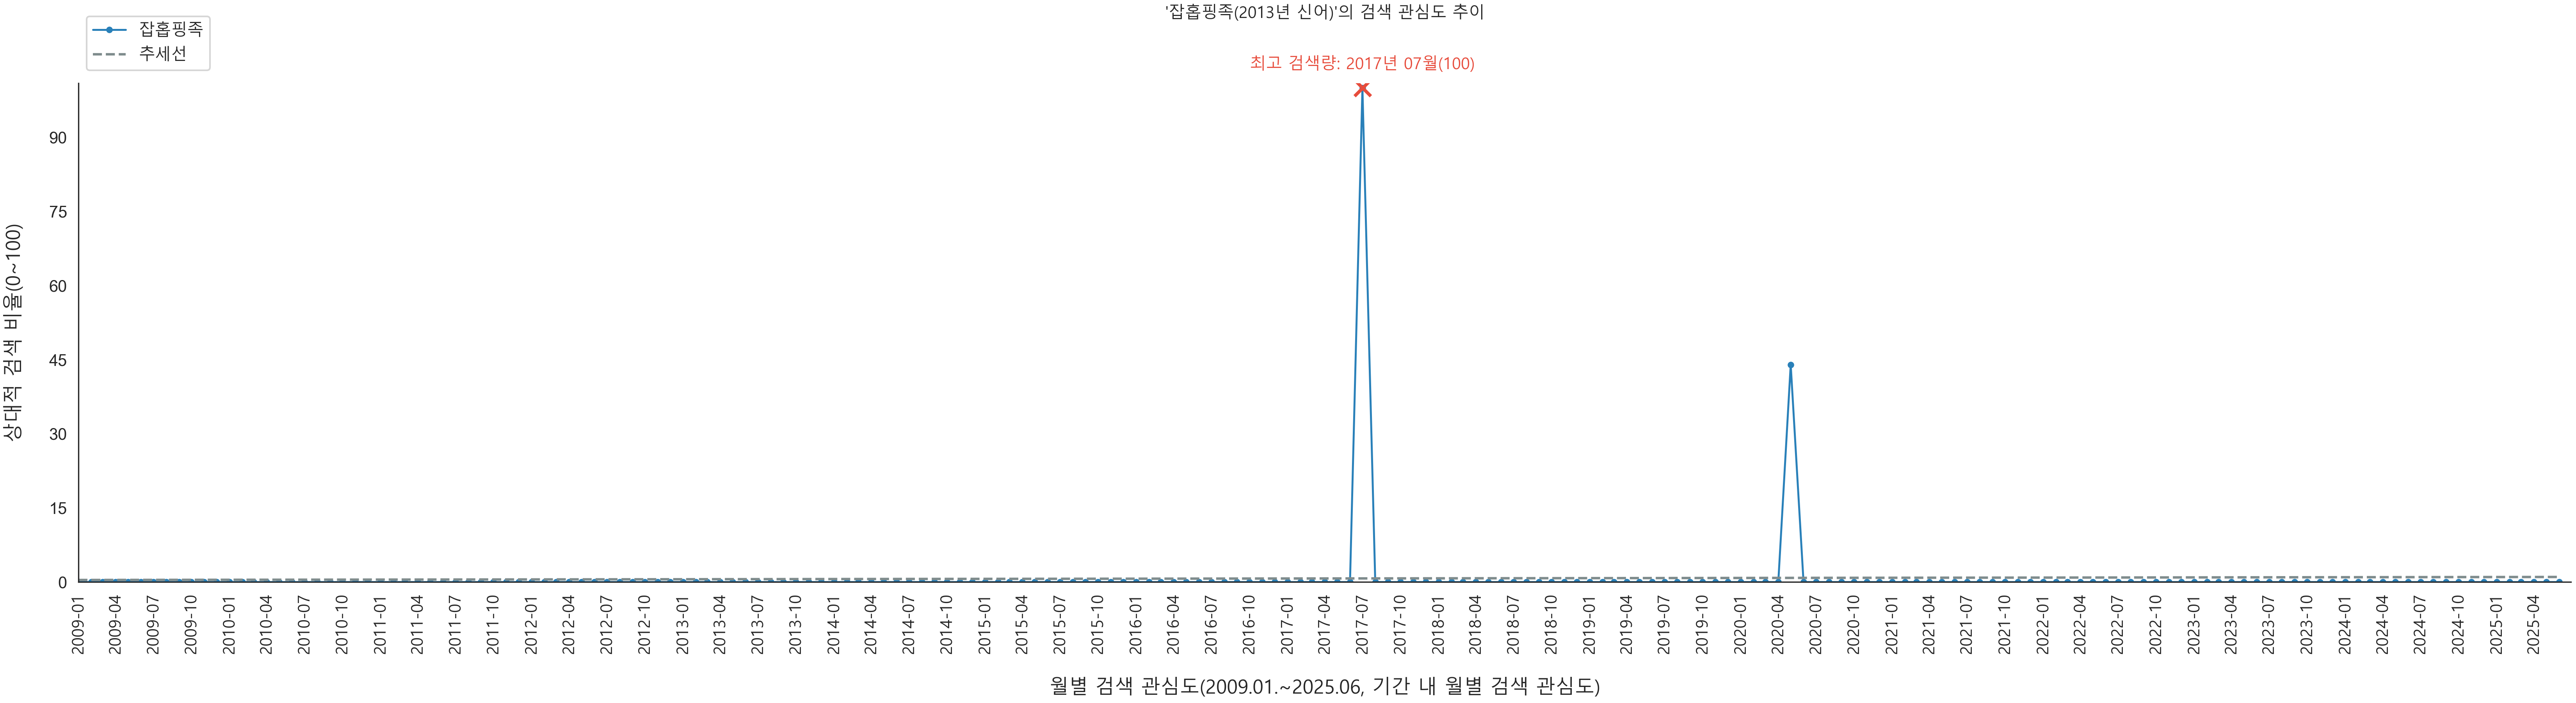 '잡홉핑족(2013년 신어)'의 검색 관심도 추이
잡홉핑족
추세선
최고 검색량: 2017년 07월(100)
상대적 검색 비율(0~100)
90
75
60
45
30
15
0
2009-01 2009-04 2009-07 2009-10 2010-01 2010-04 2010-07 2010-10 2011-01 2011-04 2011-07 2011-10 2012-01 2012-04 2012-07 2012-10 2013-01 2013-04 2013-07 2013-10 2014-01 2014-04 2014-07 2014-10 2015-01 2015-04 2015-07 2015-10 2016-01 2016-04 2016-07 2016-10 2017-01 2017-04 2017-07 2017-10 2018-01 2018-04 2018-07 2018-10 2019-01 2019-04 2019-07 2019-10 2020-01 2020-04 2020-07 2020-10 2021-01 2021-04 2021-07 2021-10 2022-01 2022-04 2022-07 2022-10 2023-01 2023-04 2023-07 2023-10 2024-01 2024-04 2024-07 2024-10 2025-01 2025-04
월별 검색 관심도(2009.01.~2025.06, 기간 내 월별 검색 관심도)